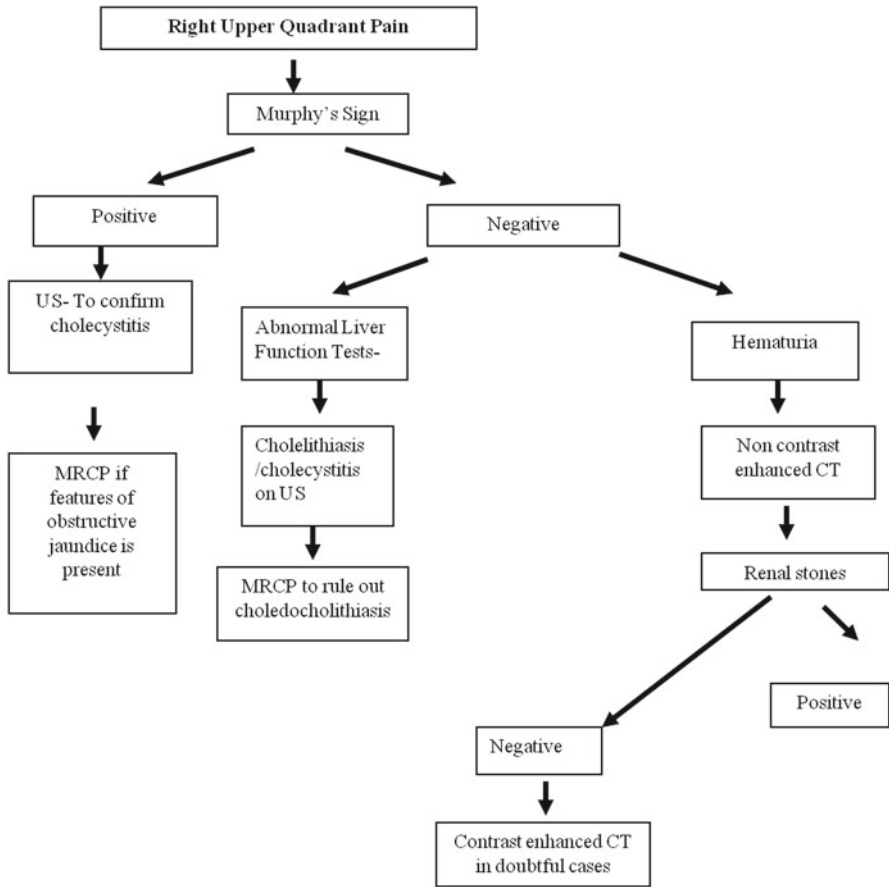 Right Upper Quadrant Pain
Murphy's Sign
Positive
Negative
US- To confirm
cholecystitis
Abnormal Liver
Function Tests-
Hematuria
MRCP if
features of
obstructive
jaundice is
present
Cholelithiasis
/cholecystitis
on US
Non contrast
enhanced CT
MRCP to rule out
choledocholithiasis
Renal stones
Positive
Negative
Contrast enhanced CT
in doubtful cases